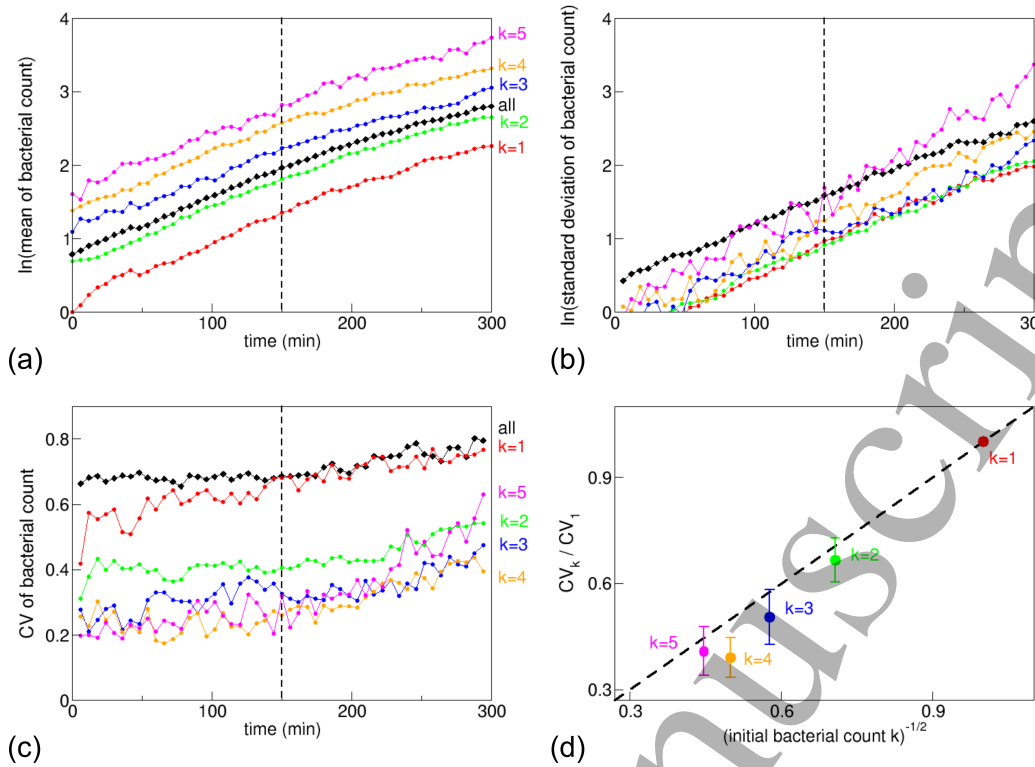 ln(mean of bacterial count)
4
3
2
1
0
0
100
200
300
time (min)
k=5
k=4
k=3
all
k=2
k=1
(a)
ln(standard deviation of bacterial count)
4
3
2
1
0
100
200
300
time (min)
(b)
CV of bacterial count
0.8
0.6
0.4
0.2
0
0
100
200
300
time (min)
all
k=1
k=5
k=2
k=3
k=4
(c)
CVk / CV1
0.9
0.6
0.3
0.3
0.6
0.9
(initial bacterial count k)-1/2
k=1
k=2
k=3
k=4
k=5
(d)
nuscrip